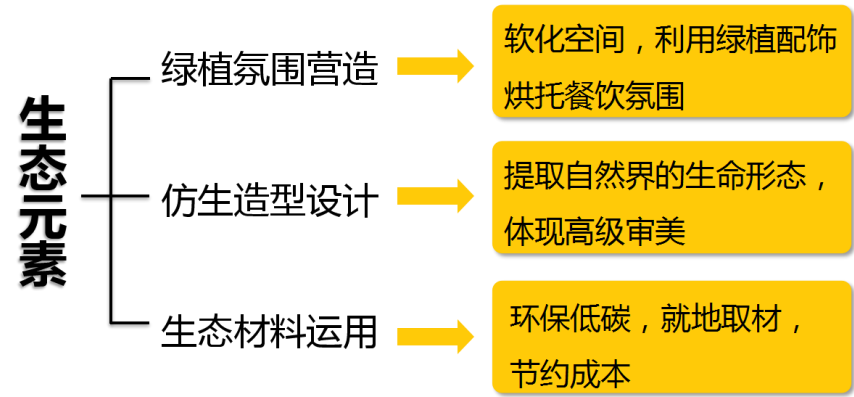 生态元素
绿植氛围营造
软化空间，利用绿植配饰
烘托餐饮氛围
仿生造型设计
提取自然界的生命形态，
体现高级审美
生态材料运用
环保低碳，就地取材，
节约成本